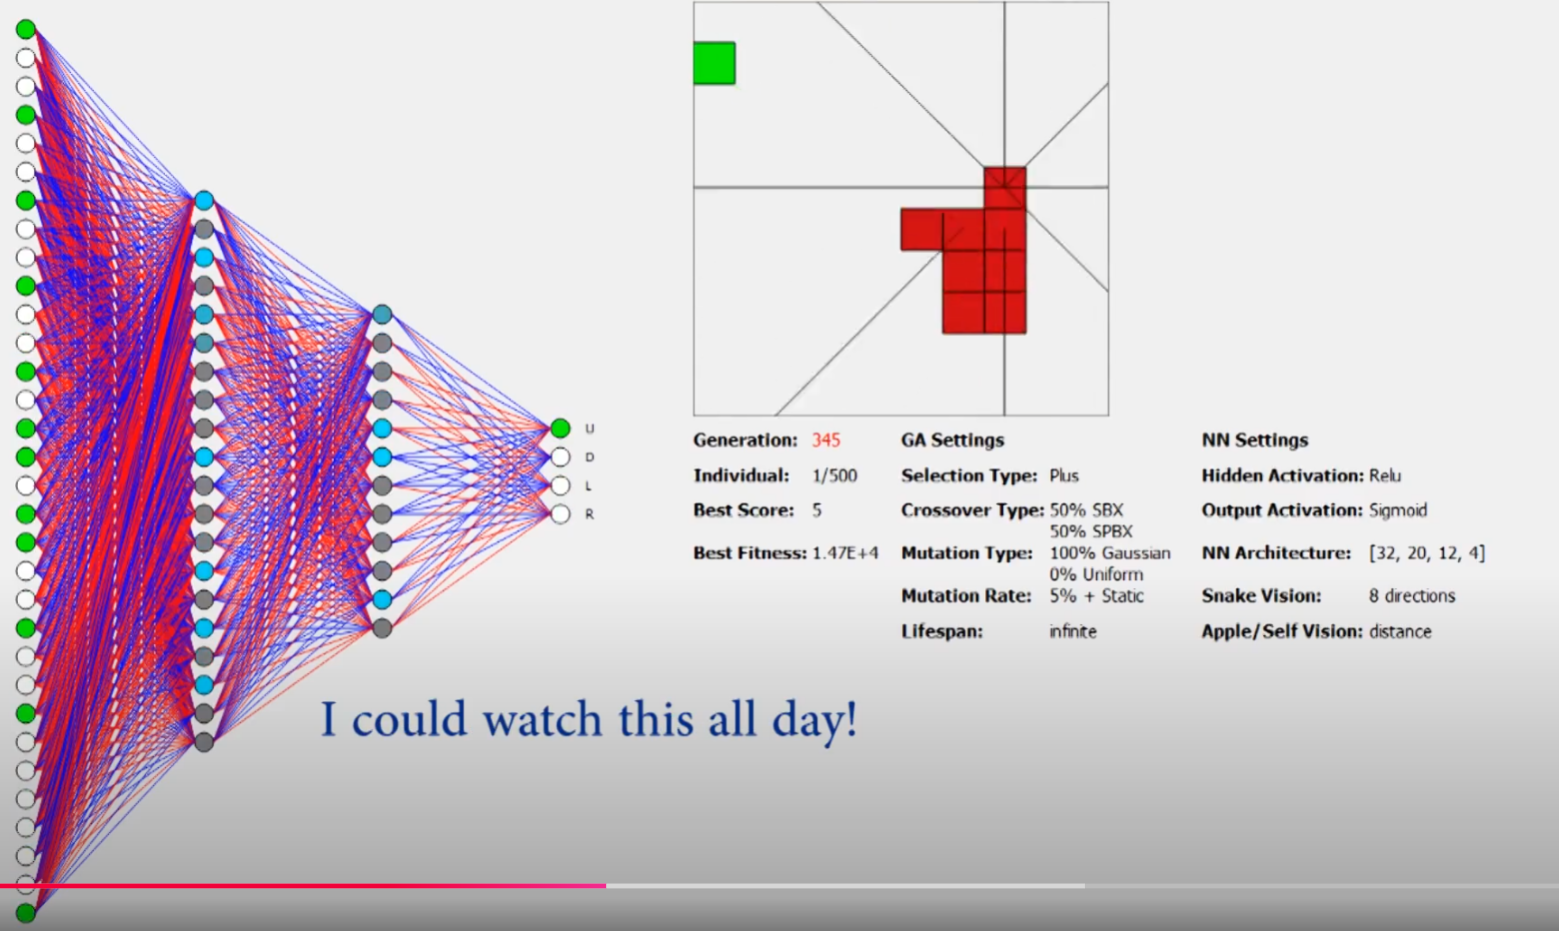 U
D
L
R
Generation: 345
Individual: 1/500
Best Score: 5
Best Fitness: 1.47E+4
GA Settings
Selection Type: Plus
Crossover Type: 50% SBX
50% SPBX
Mutation Type: 100% Gaussian
0% Uniform
Mutation Rate: 5% + Static
Lifespan: infinite
NN Settings
Hidden Activation: Relu
Output Activation: Sigmoid
NN Architecture: [32, 20, 12, 4]
Snake Vision: 8 directions
Apple/Self Vision: distance
I could watch this all day!